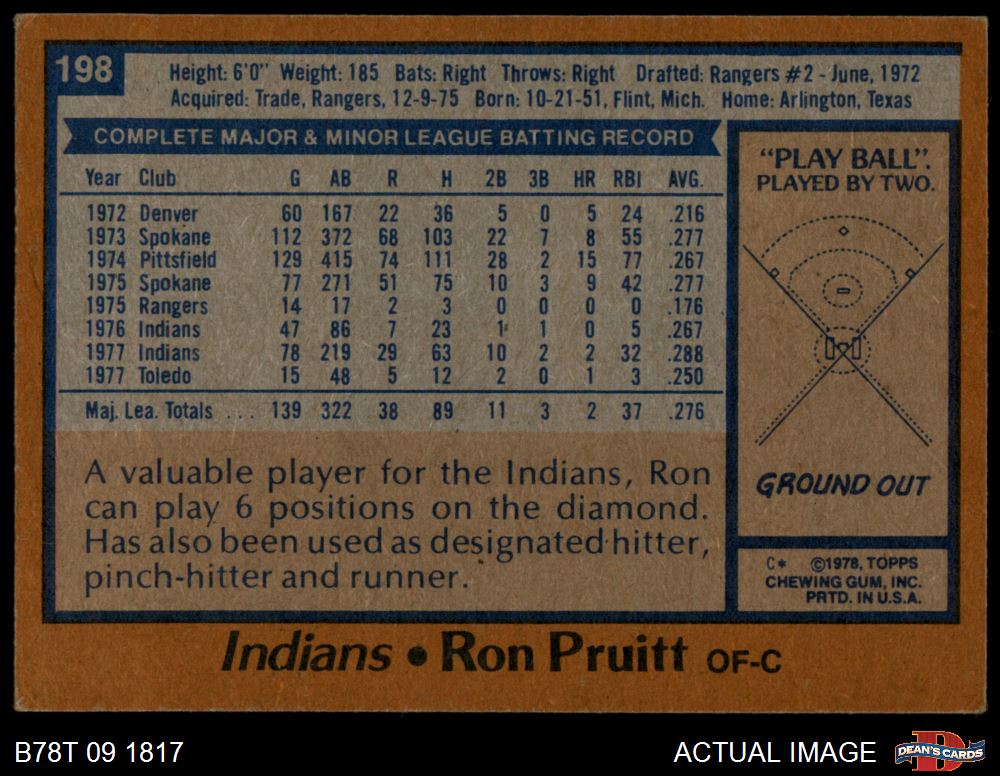 198
Height: 6'0" Weight: 185 Bats: Right Throws: Right Drafted: Rangers #2 - June, 1972
Acquired: Trade, Rangers, 12-9-75 Born: 10-21-51, Flint, Mich. Home: Arlington, Texas
COMPLETE MAJOR & MINOR LEAGUE BATTING RECORD
Year Club G AB R H 2B 3B HR RBI AVG.
1972 Denver 60 167 22 36 5 0 5 24 .216
1973 Spokane 112 372 68 103 22 7 8 55 .277
1974 Pittsfield 129 415 74 111 28 2 15 77 .267
1975 Spokane 77 271 51 75 10 3 9 42 .277
1975 Rangers 14 17 2 3 0 0 0 0 .176
1976 Indians 47 86 7 23 1 1 0 5 .267
1977 Indians 78 219 29 63 10 2 2 32 .288
1977 Toledo 15 48 5 12 2 0 1 3 .250
Maj. Lea. Totals . . . 139 322 38 89 11 3 2 37 .276
A valuable player for the Indians, Ron
can play 6 positions on the diamond.
Has also been used as designated hitter,
pinch-hitter and runner.
"PLAY BALL".
PLAYED BY TWO.
GROUND OUT
C* ©1978, TOPPS
CHEWING GUM, INC.
PRTD. IN U.S.A.
Indians • Ron Pruitt OF-C
B78T 09 1817
ACTUAL IMAGE
DEAN'S CARDS